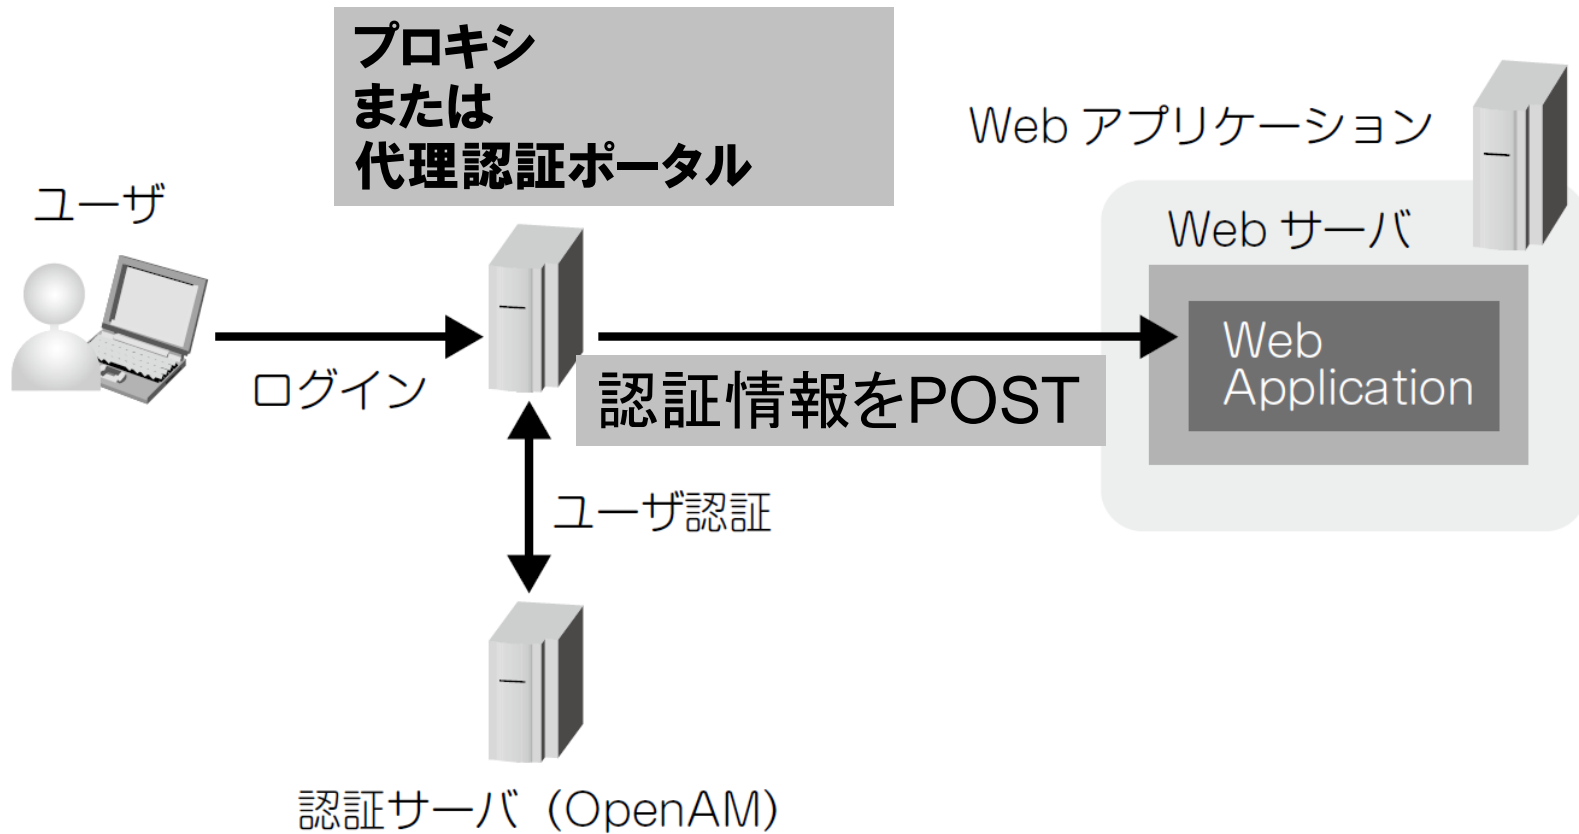 プロキシ
または
代理認証ポータル
Web アプリケーション
ユーザ
Web サーバ
Web
Application
ログイン
認証情報をPOST
ユーザ認証
認証サーバ（OpenAM）